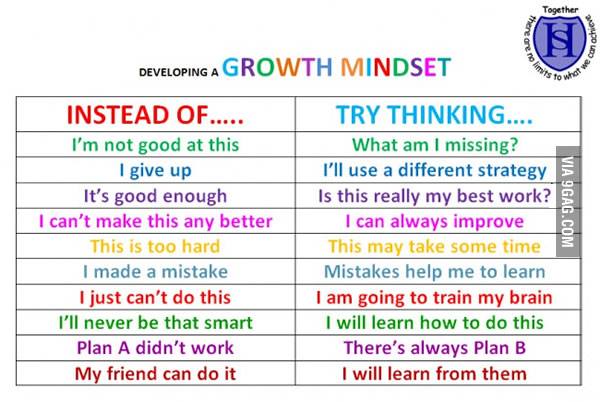 Together
there are no limits to what we can achieve
HS
DEVELOPING A GROWTH MINDSET
INSTEAD OF….. TRY THINKING….
I'm not good at this What am I missing?
I give up I'll use a different strategy
It's good enough Is this really my best work?
I can't make this any better I can always improve
This is too hard This may take some time
I made a mistake Mistakes help me to learn
I just can't do this I am going to train my brain
I'll never be that smart I will learn how to do this
Plan A didn't work There's always Plan B
My friend can do it I will learn from them
VIA 9GAG.COM